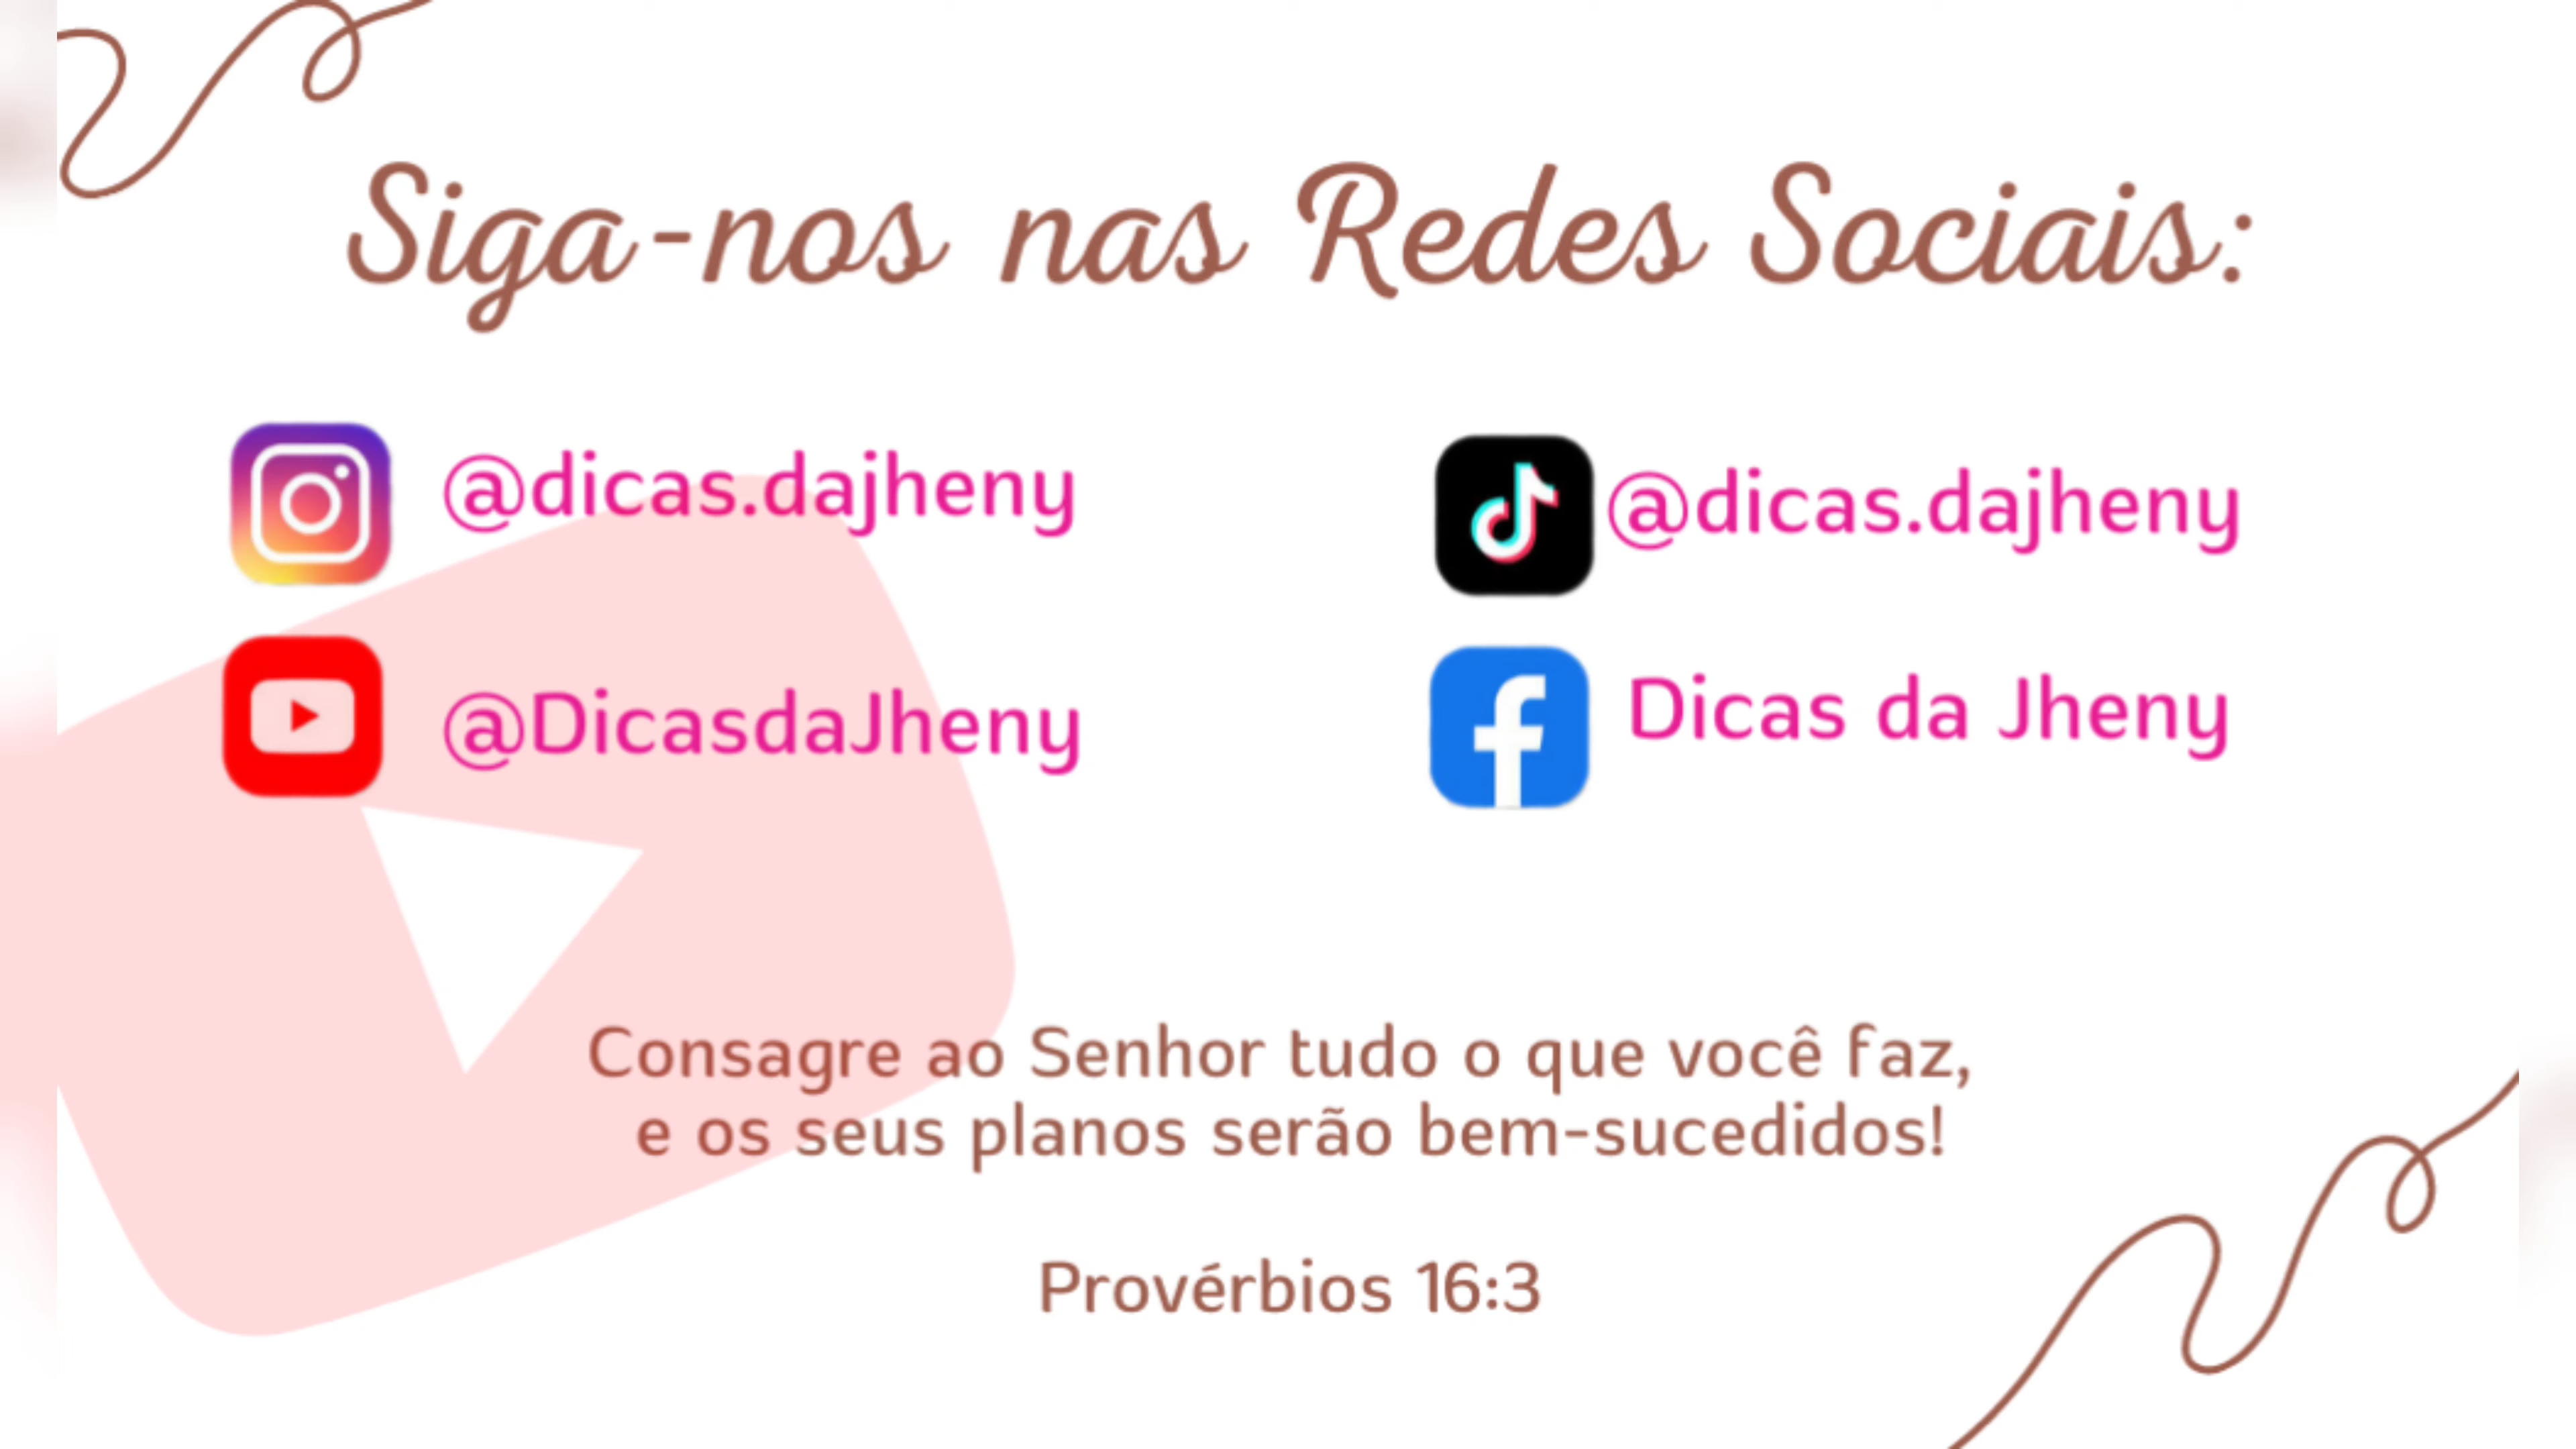 Siga-nos nas Redes Sociais:
@dicas.dajheny
@dicas.dajheny
@DicasdaJheny
Dicas da Jheny
Consagre ao Senhor tudo o que você faz,
e os seus planos serão bem-sucedidos!
Provérbios 16:3